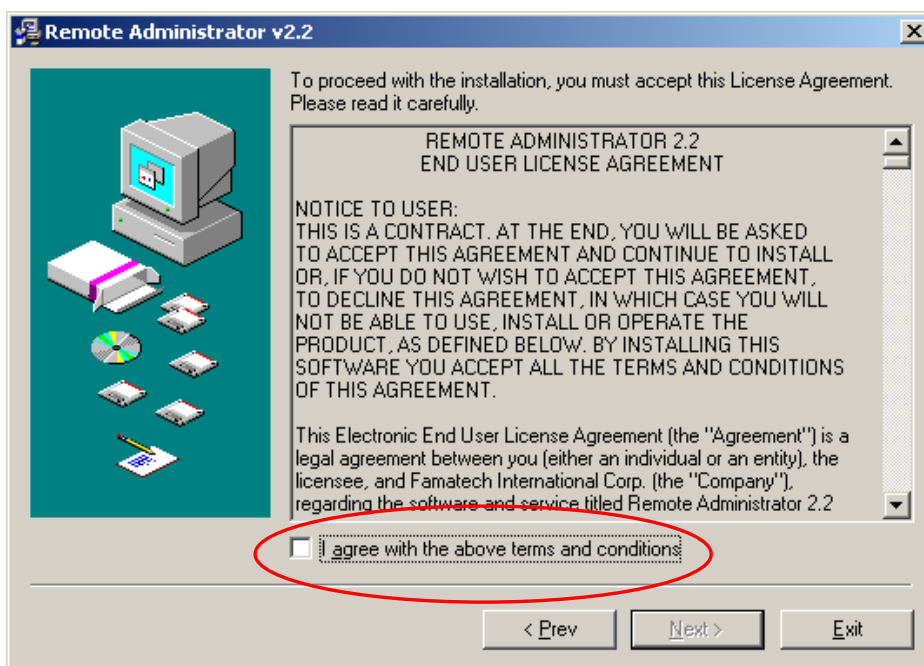 Remote Administrator v2.2
To proceed with the installation, you must accept this License Agreement.
Please read it carefully.
REMOTE ADMINISTRATOR 2.2
END USER LICENSE AGREEMENT
NOTICE TO USER:
THIS IS A CONTRACT. AT THE END, YOU WILL BE ASKED
TO ACCEPT THIS AGREEMENT AND CONTINUE TO INSTALL
OR, IF YOU DO NOT WISH TO ACCEPT THIS AGREEMENT,
TO DECLINE THIS AGREEMENT, IN WHICH CASE YOU WILL
NOT BE ABLE TO USE, INSTALL OR OPERATE THE
PRODUCT, AS DEFINED BELOW. BY INSTALLING THIS
SOFTWARE YOU ACCEPT ALL THE TERMS AND CONDITIONS
OF THIS AGREEMENT.
This Electronic End User License Agreement (the "Agreement") is a
legal agreement between you (either an individual or an entity), the
licensee, and Famatech International Corp. (the "Company"),
regarding the software and service titled Remote Administrator 2.2
I agree with the above terms and conditions
< Prev
Next >
Exit